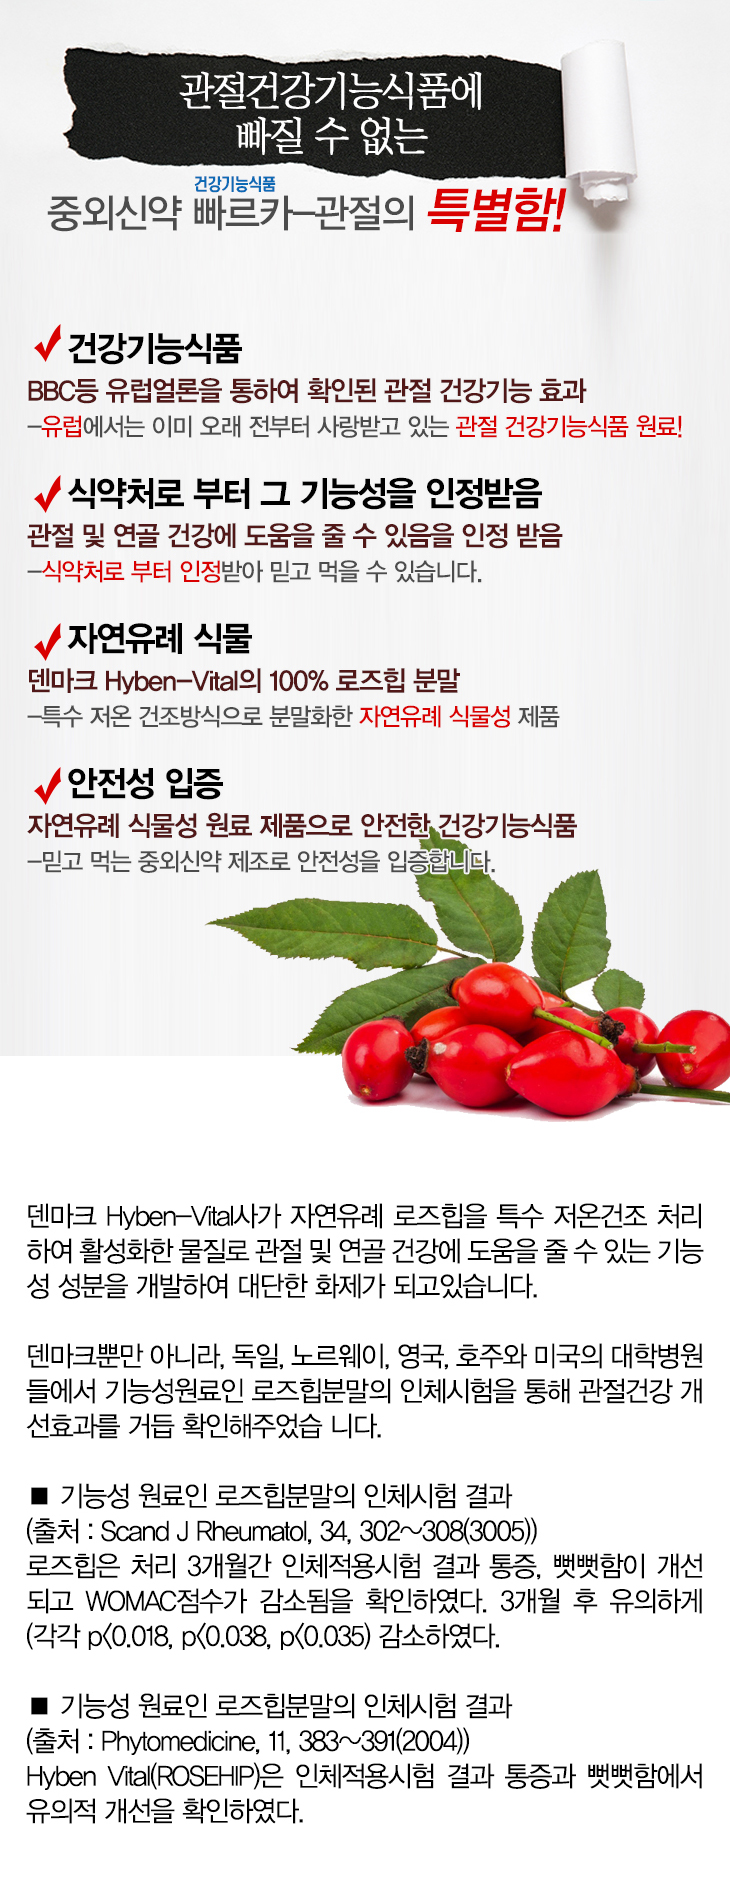 관절건강기능식품에
빠질 수 없는
건강기능식품
중외신약 빠르카-관절의 특별함!
건강기능식품
BBC등 유럽얼론을 통하여 확인된 관절 건강기능 효과
-유럽에서는 이미 오래 전부터 사랑받고 있는 관절 건강기능식품 원료!
식약처로 부터 그 기능성을 인정받음
관절 및 연골 건강에 도움을 줄 수 있음을 인정 받음
-식약처로 부터 인정받아 믿고 먹을 수 있습니다.
자연유례 식물
덴마크 Hyben-Vital의 100% 로즈힙 분말
-특수 저온 건조방식으로 분말화한 자연유례 식물성 제품
안전성 입증
자연유례 식물성 원료 제품으로 안전한 건강기능식품
-믿고 먹는 중외신약 제조로 안전성을 입증합니다.
덴마크 Hyben-Vital사가 자연유례 로즈힙을 특수 저온건조 처리
하여 활성화한 물질로 관절 및 연골 건강에 도움을 줄 수 있는 기능
성 성분을 개발하여 대단한 화제가 되고있습니다.
덴마크뿐만 아니라, 독일, 노르웨이, 영국, 호주와 미국의 대학병원
들에서 기능성원료인 로즈힙분말의 인체시험을 통해 관절건강 개
선효과를 거듭 확인해주었습 니다.
■ 기능성 원료인 로즈힙분말의 인체시험 결과
(출처 : Scand J Rheumatol, 34, 302~308(3005))
로즈힙은 처리 3개월간 인체적용시험 결과 통증, 뻣뻣함이 개선
되고 WOMAC점수가 감소됨을 확인하였다. 3개월 후 유의하게
(각각 p<0.018, p<0.038, p<0.035) 감소하였다.
■ 기능성 원료인 로즈힙분말의 인체시험 결과
(출처 : Phytomedicine, 11, 383~391(2004))
Hyben Vital(ROSEHIP)은 인체적용시험 결과 통증과 뻣뻣함에서
유의적 개선을 확인하였다.